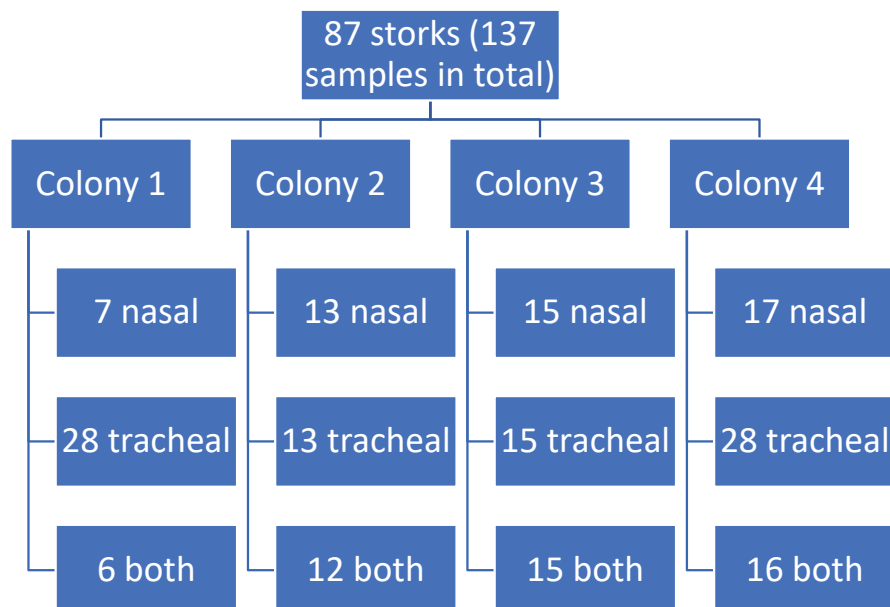 87 storks (137
samples in total)
Colony 1
Colony 2
Colony 3
Colony 4
7 nasal
13 nasal
15 nasal
17 nasal
28 tracheal
13 tracheal
15 tracheal
28 tracheal
6 both
12 both
15 both
16 both